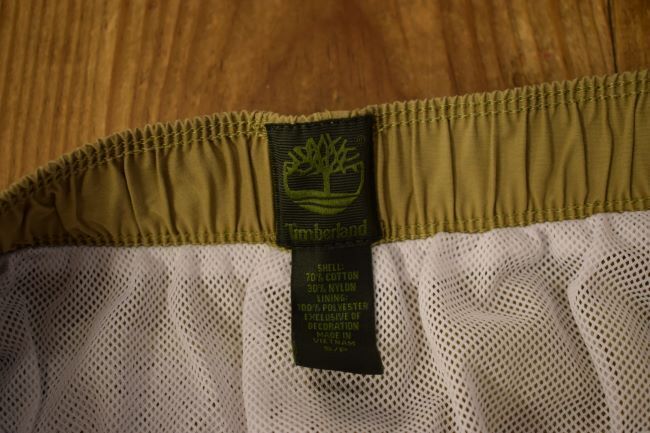 Timberland
SHELL:
70% COTTON
30% NYLON
LINING:
100% POLYESTER
EXCLUSIVE OF
DECORATION
MADE IN
VIETNAM
S/P